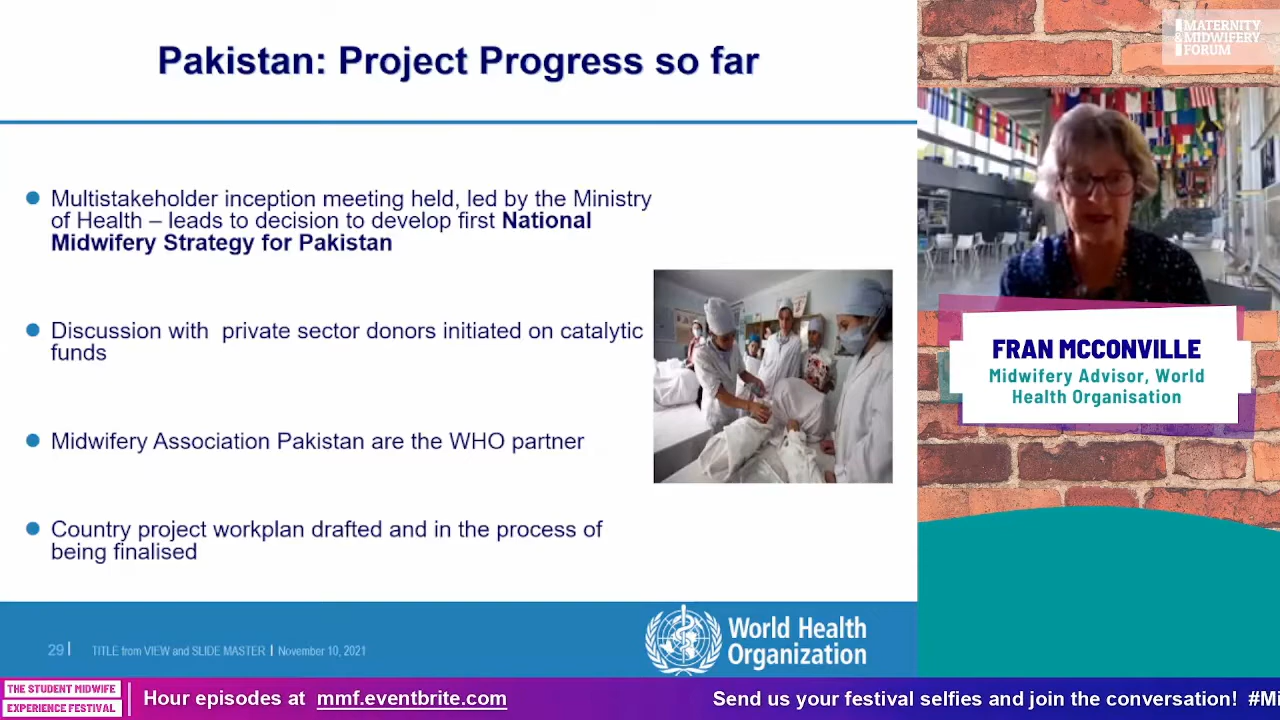 Pakistan: Project Progress so far
Multistakeholder inception meeting held, led by the Ministry
of Health – leads to decision to develop first National
Midwifery Strategy for Pakistan
Discussion with  private sector donors initiated on catalytic
funds
Midwifery Association Pakistan are the WHO partner
Country project workplan drafted and in the process of
being finalised
29 | TITLE from VIEW and SLIDE MASTER | November 10, 2021
World Health
Organization
MATERNITY
& MIDWIFERY
FORUM
FRAN MCCONVILLE
Midwifery Advisor, World
Health Organisation
THE STUDENT MIDWIFE
EXPERIENCE FESTIVAL
Hour episodes at mmf.eventbrite.com
Send us your festival selfies and join the conversation! #Mi